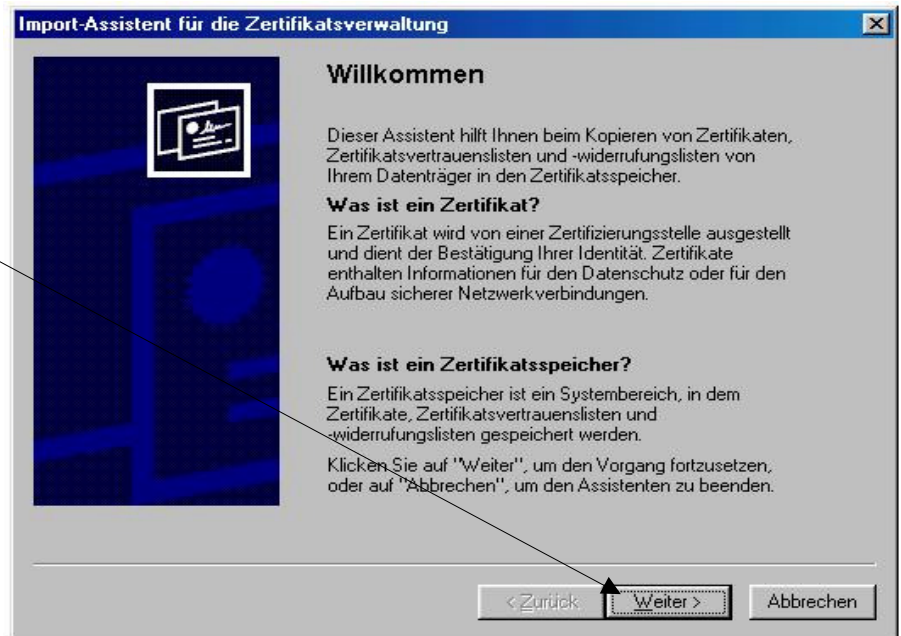 Import-Assistent für die Zertifikatsverwaltung
Willkommen
Dieser Assistent hilft Ihnen beim Kopieren von Zertifikaten,
Zertifikatsvertrauenslisten und -widerrufungslisten von
Ihrem Datenträger in den Zertifikatsspeicher.
Was ist ein Zertifikat?
Ein Zertifikat wird von einer Zertifizierungsstelle ausgestellt
und dient der Bestätigung Ihrer Identität. Zertifikate
enthalten Informationen für den Datenschutz oder für den
Aufbau sicherer Netzwerkverbindungen.
Was ist ein Zertifikatsspeicher?
Ein Zertifikatsspeicher ist ein Systembereich, in dem
Zertifikate, Zertifikatsvertrauenslisten und
-widerrufungslisten gespeichert werden.
Klicken Sie auf "Weiter", um den Vorgang fortzusetzen,
oder auf "Abbrechen", um den Assistenten zu beenden.
< Zurück Weiter > Abbrechen